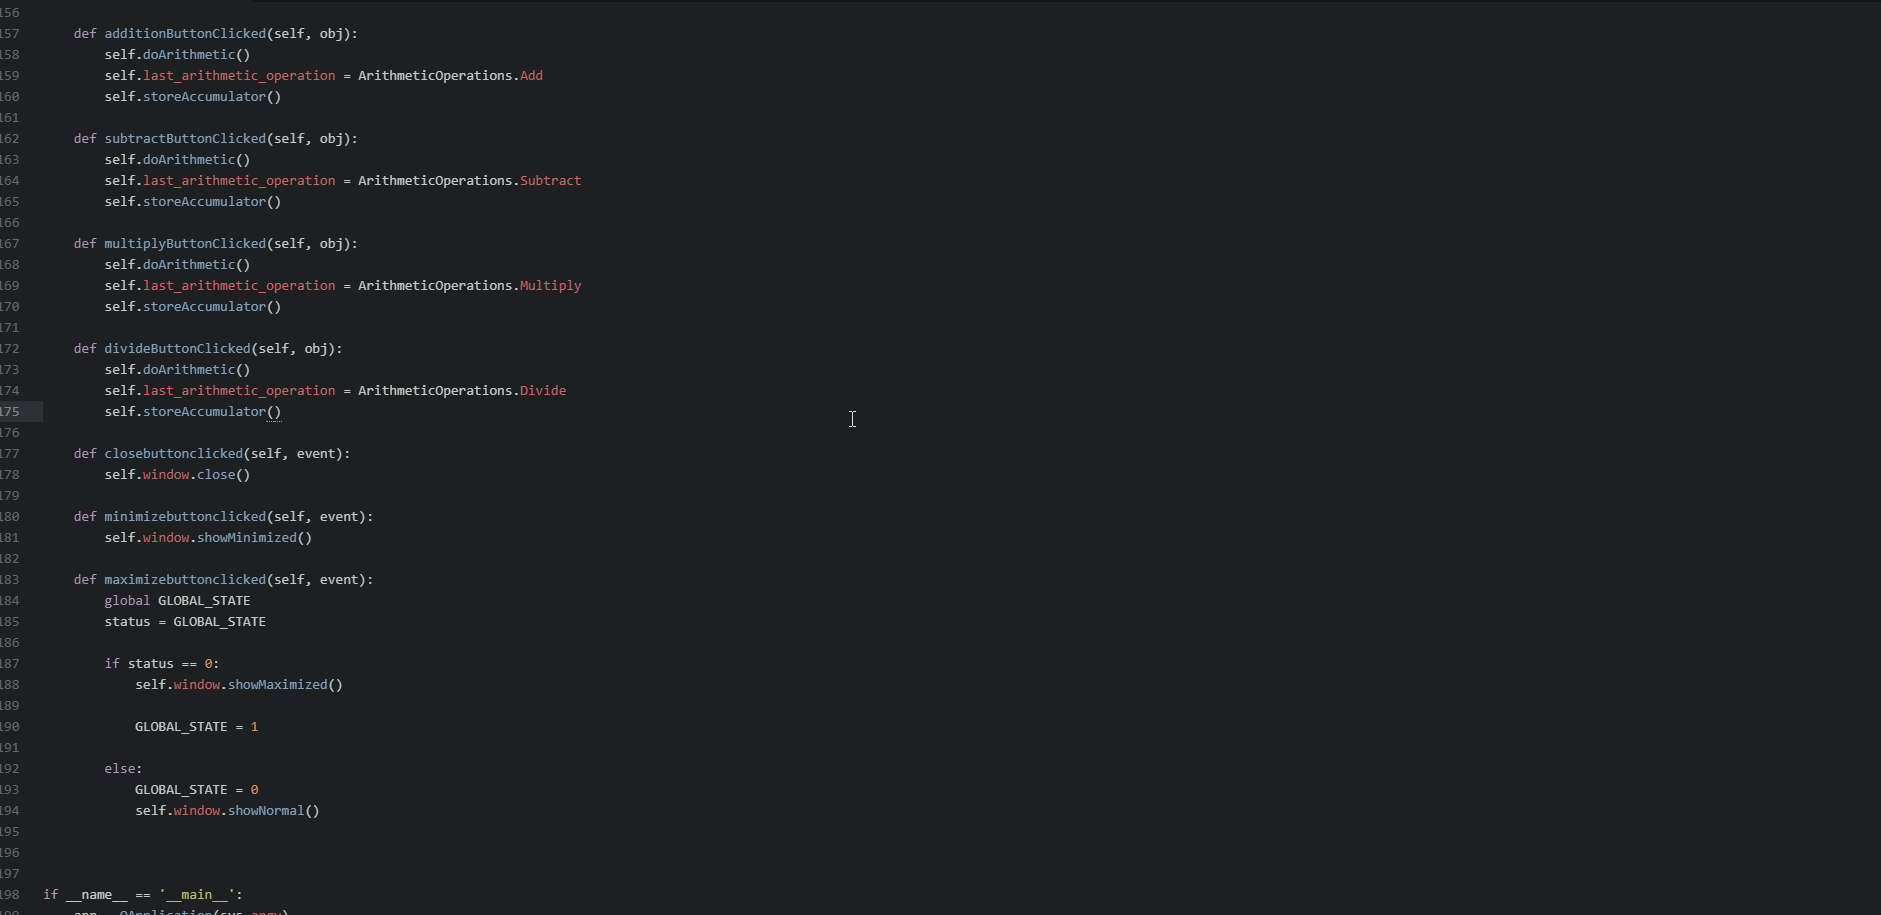 156
157 def additionButtonClicked(self, obj):
158 self.doArithmetic()
159 self.last_arithmetic_operation = ArithmeticOperations.Add
160 self.storeAccumulator()
161
162 def subtractButtonClicked(self, obj):
163 self.doArithmetic()
164 self.last_arithmetic_operation = ArithmeticOperations.Subtract
165 self.storeAccumulator()
166
167 def multiplyButtonClicked(self, obj):
168 self.doArithmetic()
169 self.last_arithmetic_operation = ArithmeticOperations.Multiply
170 self.storeAccumulator()
171
172 def divideButtonClicked(self, obj):
173 self.doArithmetic()
174 self.last_arithmetic_operation = ArithmeticOperations.Divide
175 self.storeAccumulator()
176
177 def closebuttonclicked(self, event):
178 self.window.close()
179
180 def minimizebuttonclicked(self, event):
181 self.window.showMinimized()
182
183 def maximizebuttonclicked(self, event):
184 global GLOBAL_STATE
185 status = GLOBAL_STATE
186
187 if status == 0:
188 self.window.showMaximized()
189
190 GLOBAL_STATE = 1
191
192 else:
193 GLOBAL_STATE = 0
194 self.window.showNormal()
195
196
197
198 if __name__ == '__main__':
199 app = QApplication(sys.argv)